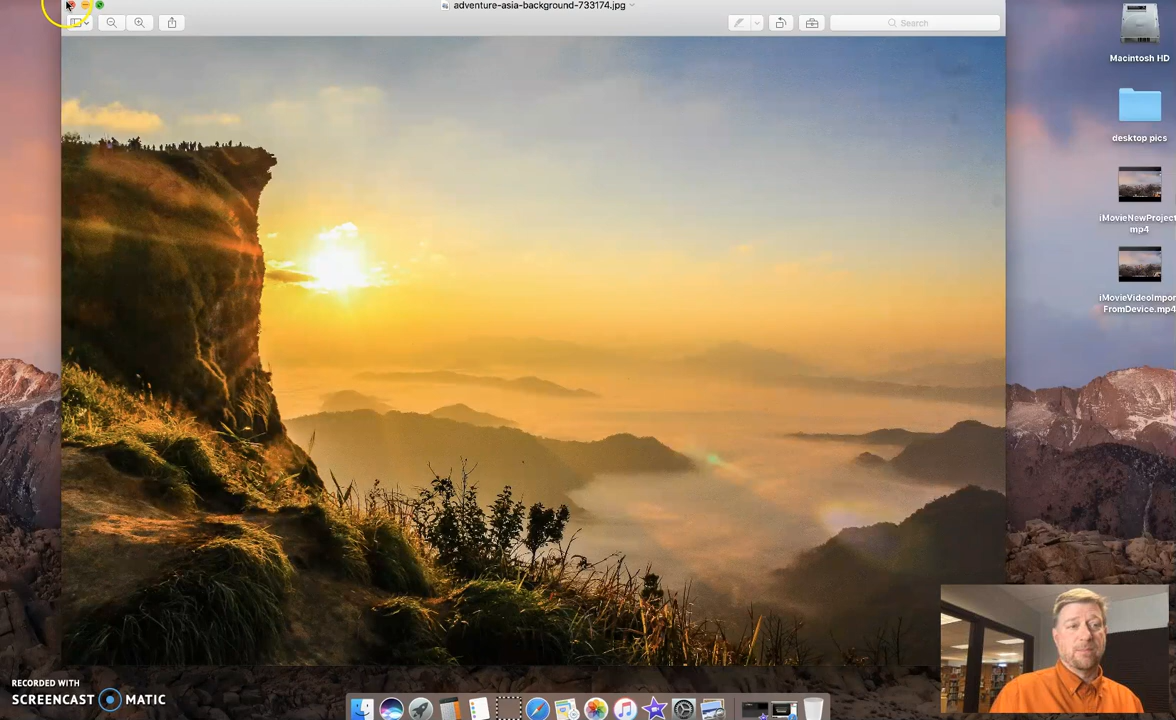 adventure-asia-background-733174.jpg
Search
Macintosh HD
desktop pics
iMovieNewProject
mp4
iMovieVideoImpor
FromDevice.mp4
RECORDED WITH
SCREENCAST MATIC